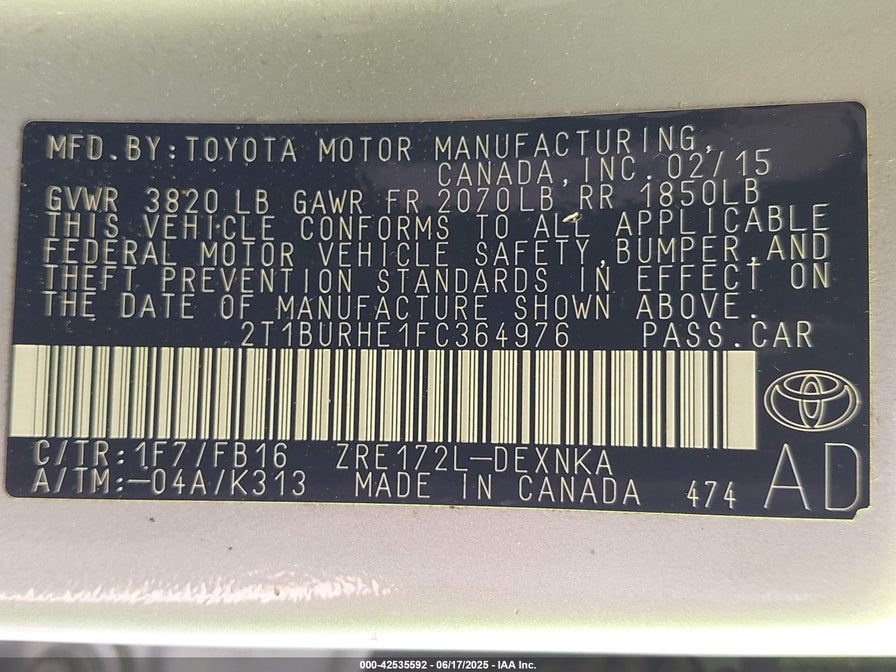 MFD.BY:TOYOTA MOTOR MANUFACTURING,
CANADA,INC. 02/15
GVWR 3820 LB GAWR FR 2070LB RR 1850LB
THIS VEHICLE CONFORMS TO ALL APPLICABLE
FEDERAL MOTOR VEHICLE SAFETY,BUMPER,AND
THEFT PREVENTION STANDARDS IN EFFECT ON
THE DATE OF MANUFACTURE SHOWN ABOVE.
2T1BURHE1FC364976 PASS.CAR
C/TR:1F7/FB16 ZRE172L-DEXNKA
A/TM:-04A/K313 MADE IN CANADA 474 AD
000-42535592 - 06/17/2025 - IAA Inc.